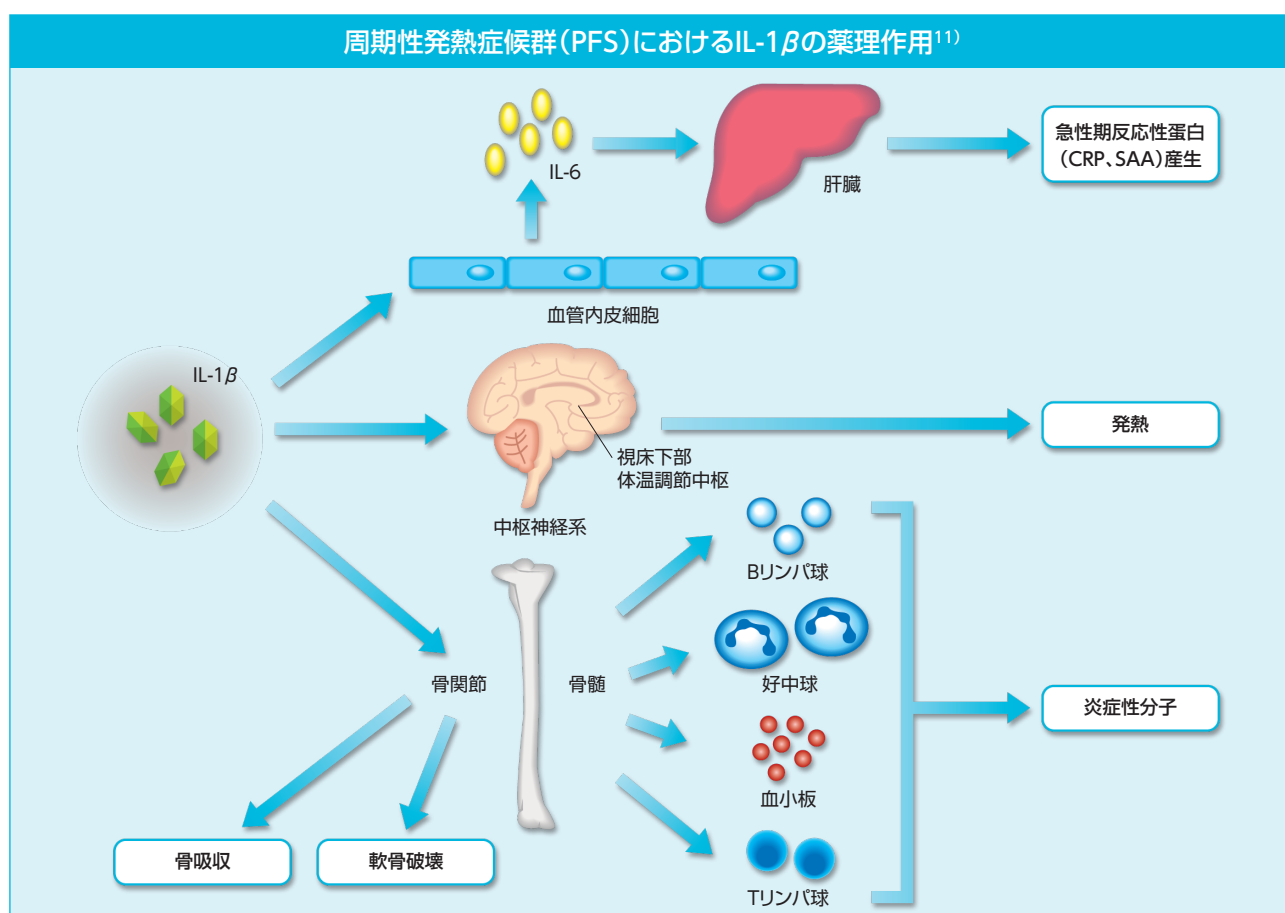 周期性発熱症候群(PFS)におけるIL-1βの薬理作用11)
急性期反応性蛋白
(CRP、SAA)産生
IL-6
肝臓
血管内皮細胞
IL-1β
発熱
視床下部
体温調節中枢
中枢神経系
Bリンパ球
骨関節
骨髄
好中球
炎症性分子
血小板
骨吸収
軟骨破壊
Tリンパ球